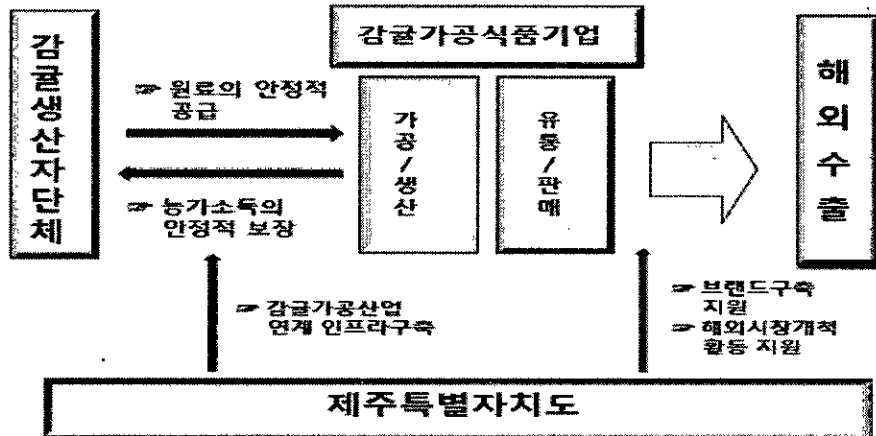 감귤생산자단체
☞ 원료의 안정적
공급
☞ 농가소득의
안정적 보장
감귤가공식품기업
가공/생산
유통/판매
해외수출
☞ 감귤가공산업
연계 인프라구축
☞ 브랜드구축
지원
☞ 해외시장개척
활동 지원
제주특별자치도